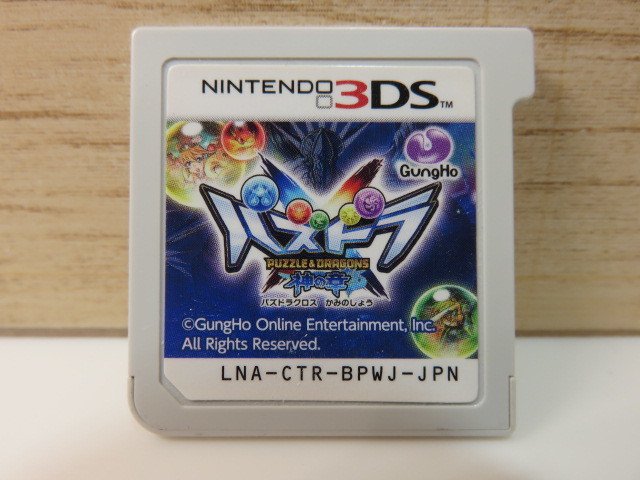 NINTENDO 3DS™
GungHo
パズドラ
PUZZLE & DRAGONS
神の章
パズドラクロス かみのしょう
©GungHo Online Entertainment, Inc.
All Rights Reserved.
LNA-CTR-BPWJ-JPN